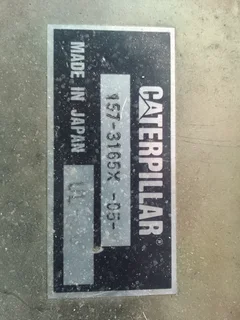 CATERPILLAR®
157-3165X -05-
MADE IN JAPAN